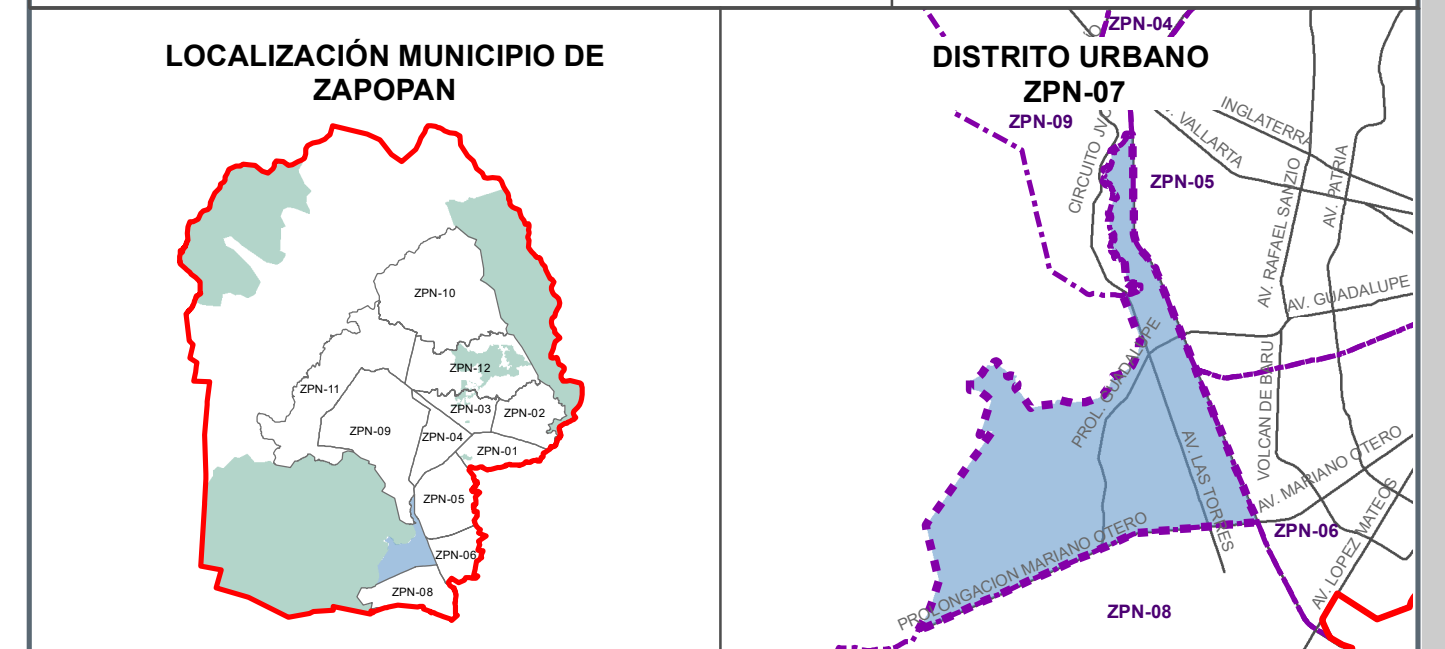 LOCALIZACIÓN MUNICIPIO DE
ZAPOPAN
ZPN-10
ZPN-12
ZPN-11
ZPN-03
ZPN-02
ZPN-09
ZPN-04
ZPN-01
ZPN-05
ZPN-06
ZPN-08
ZPN-04
DISTRITO URBANO
ZPN-07
ZPN-09
CIRCUITO JVC
VALLARTA
INGLATERRA
ZPN-05
AV. RAFAEL SANZIO
AV. PATRIA
AV. GUADALUPE
PROL. GUADALUPE
VOLCAN DE BARU
AV. LAS TORRES
AV. MARIANO OTERO
PROLONGACION MARIANO OTERO
ZPN-06
AV. LOPEZ MATEOS
ZPN-08